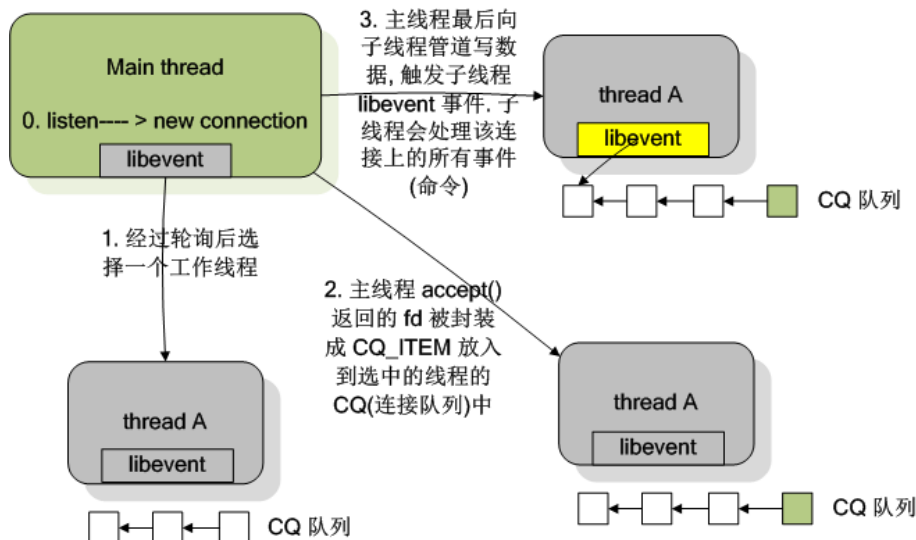 Main thread
0. listen---- > new connection
libevent
3. 主线程最后向
子线程管道写数
据, 触发子线程
libevent 事件. 子
线程会处理该连
接上的所有事件
(命令)
thread A
libevent
CQ 队列
1. 经过轮询后选
择一个工作线程
2. 主线程 accept()
返回的 fd 被封装
成 CQ_ITEM 放入
到选中的线程的
CQ(连接队列)中
thread A
libevent
CQ 队列
thread A
libevent
CQ 队列